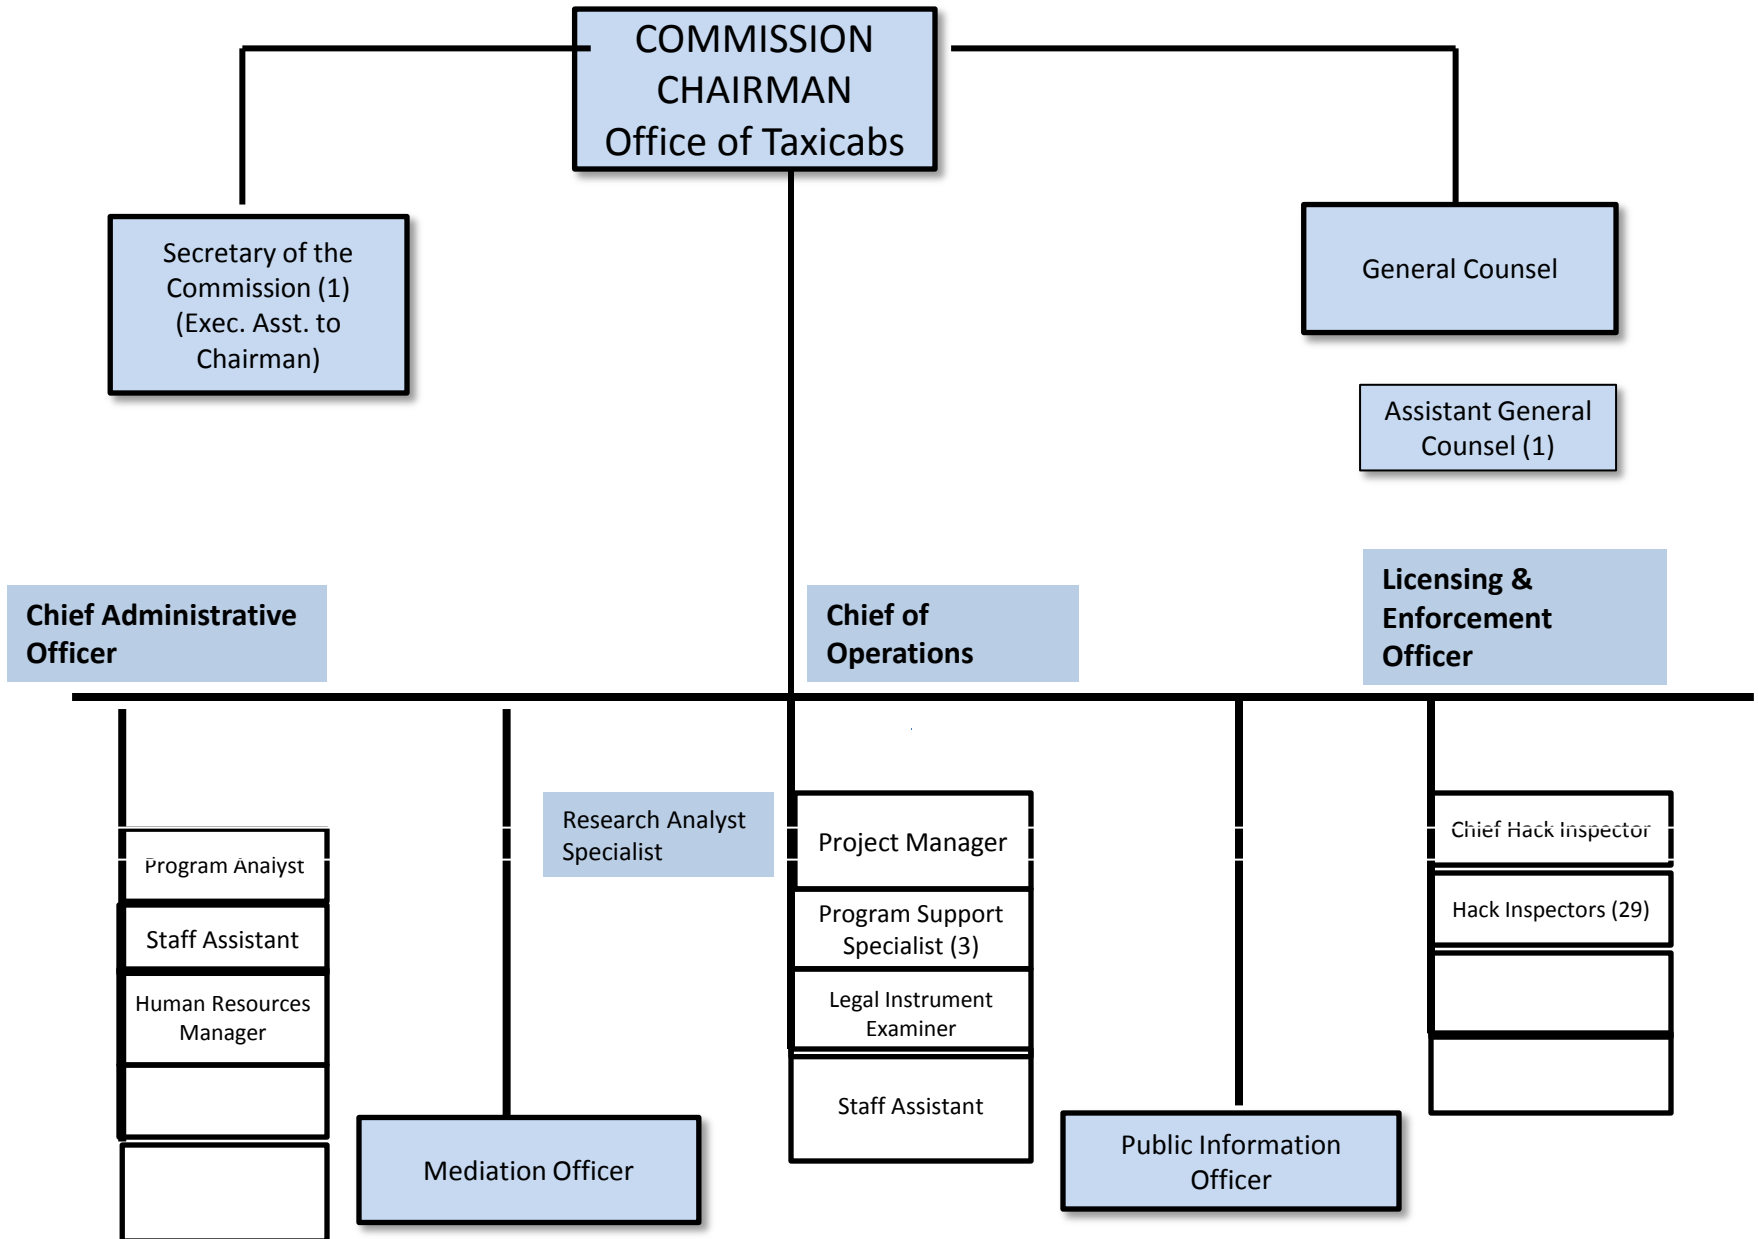 COMMISSION
CHAIRMAN
Office of Taxicabs
Secretary of the
Commission (1)
(Exec. Asst. to
Chairman)
General Counsel
Assistant General
Counsel (1)
Chief Administrative
Officer
Chief of
Operations
Licensing &
Enforcement
Officer
Program Analyst
Staff Assistant
Human Resources
Manager
Mediation Officer
Research Analyst
Specialist
Project Manager
Program Support
Specialist (3)
Legal Instrument
Examiner
Staff Assistant
Public Information
Officer
Chief Hack Inspector
Hack Inspectors (29)